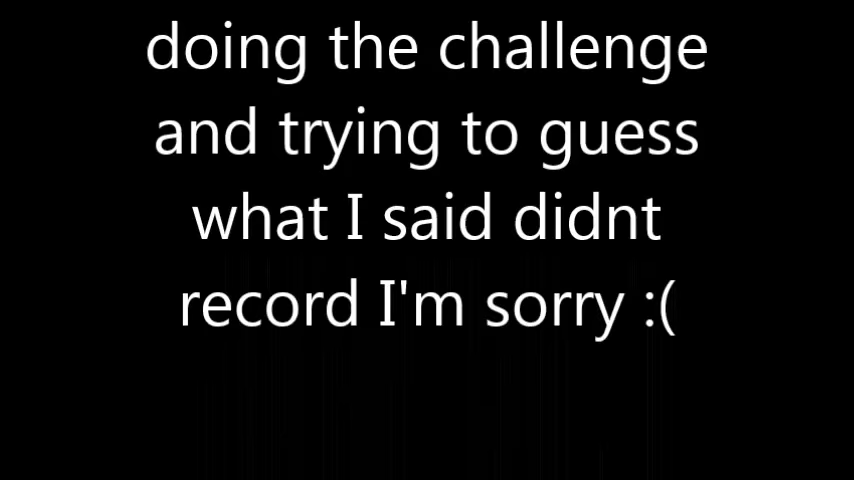 doing the challenge
and trying to guess
what I said didnt
record I'm sorry :(